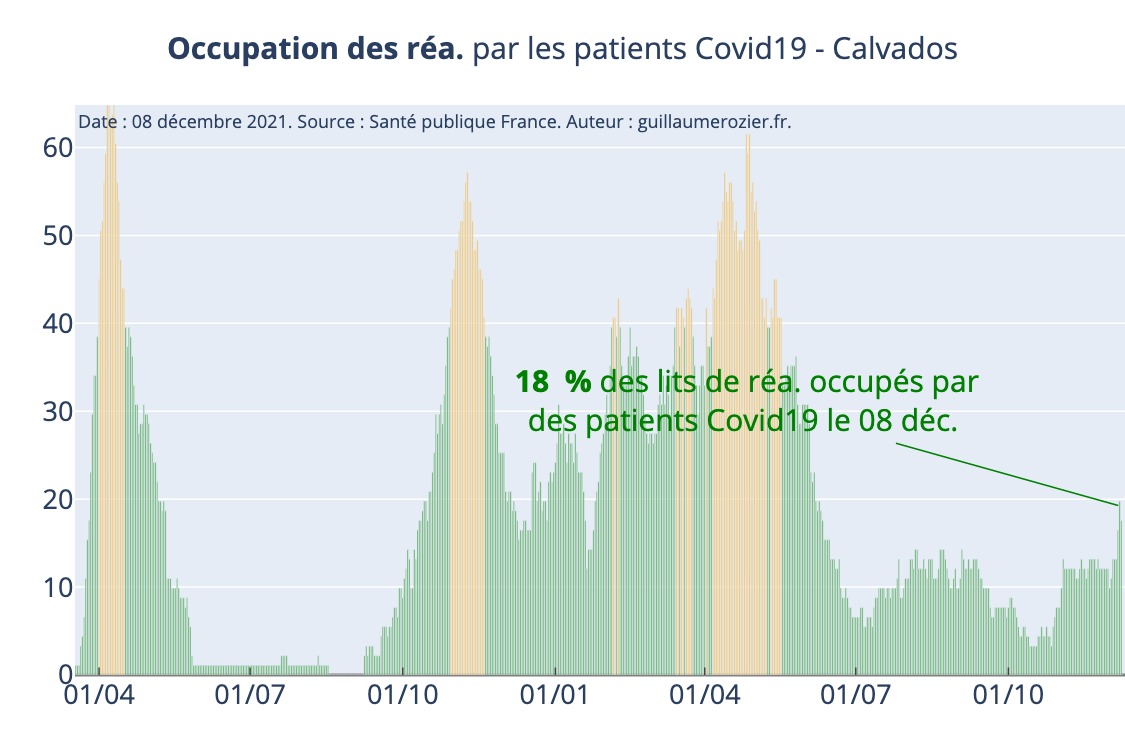 Occupation des réa. par les patients Covid19 - Calvados
Date : 08 décembre 2021. Source : Santé publique France. Auteur : guillaumerozier.fr.
60
50
40
18 % des lits de réa. occupés par
des patients Covid19 le 08 déc.
30
20
10
0
01/04 01/07 01/10 01/01 01/04 01/07 01/10